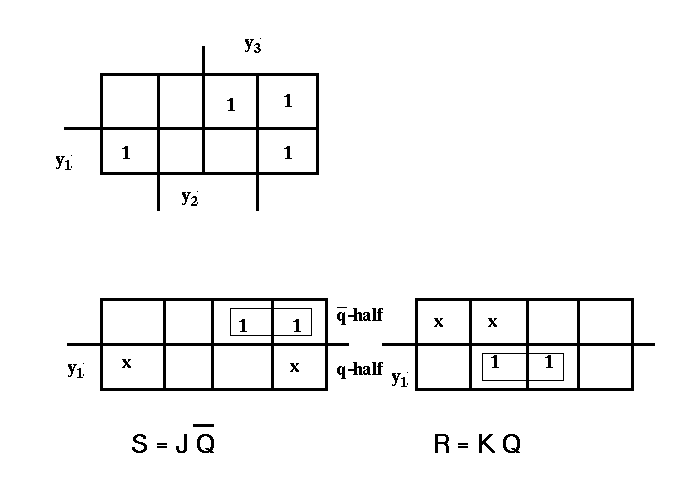 y₃
1 1
y₁ 1 1
y₂
1 1 q̅-half x x
y₁ x x q-half y₁ 1 1
S = J Q̅ R = K Q